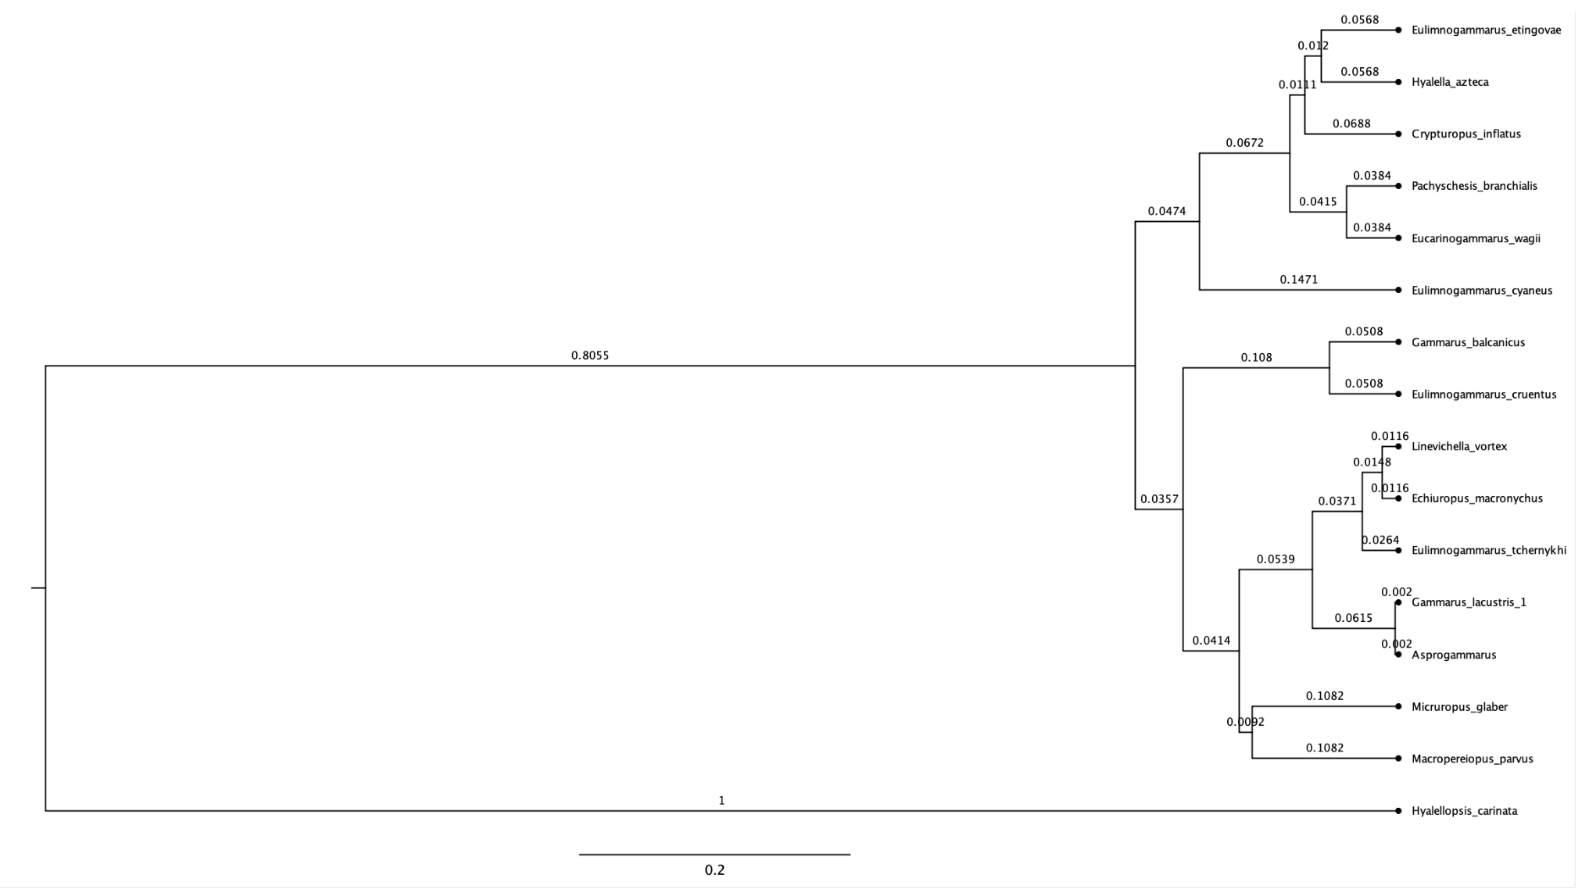 0.0568
Eulimnogammarus_etingovae
0.012
0.0568
Hyalella_azteca
0.0111
0.0688
Crypturopus_inflatus
0.0672
0.0384
Pachyschesis_branchialis
0.0415
0.0384
Eucarinogammarus_wagii
0.0474
0.1471
Eulimnogammarus_cyaneus
0.0508
Gammarus_balcanicus
0.8055
0.108
0.0508
Eulimnogammarus_cruentus
0.0116
Linevichella_vortex
0.0148
0.0116
Echiuropus_macronychus
0.0357
0.0371
0.0264
Eulimnogammarus_tchernykhi
0.0539
0.002
Gammarus_lacustris_1
0.0615
0.002
Asprogammarus
0.0414
0.1082
Micruropus_glaber
0.0092
0.1082
Macropereiopus_parvus
1
Hyalellopsis_carinata
0.2